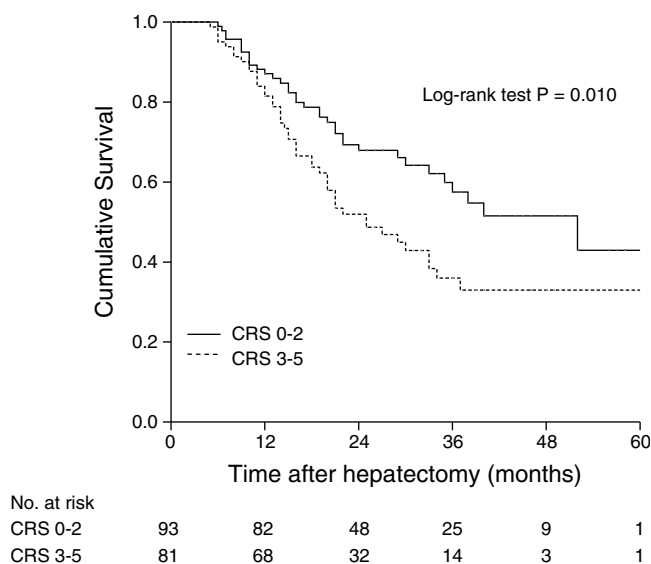 1.0
0.8
0.6
0.4
0.2
0.0
Cumulative Survival
Log-rank test P = 0.010
CRS 0-2
CRS 3-5
0 12 24 36 48 60
Time after hepatectomy (months)
No. at risk
CRS 0-2 93 82 48 25 9 1
CRS 3-5 81 68 32 14 3 1